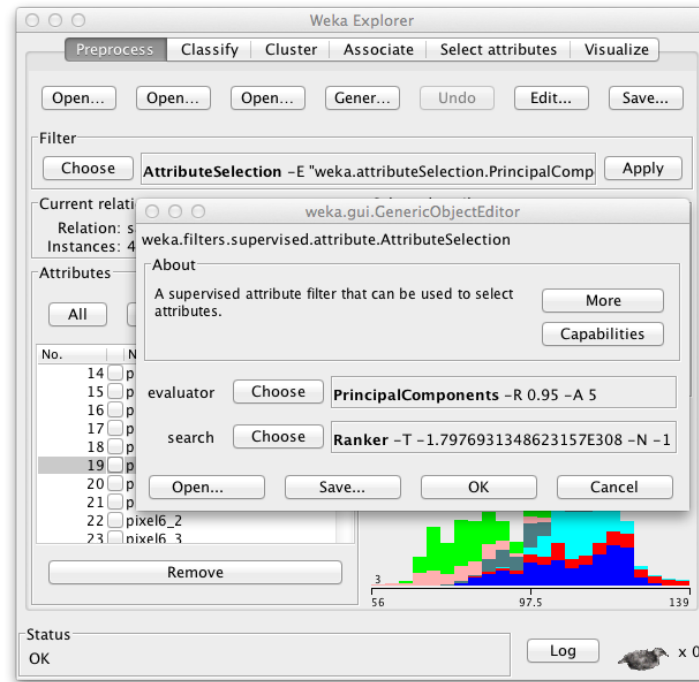 Weka Explorer
Preprocess Classify Cluster Associate Select attributes Visualize
Open... Open... Open... Gener... Undo Edit... Save...
Filter
Choose AttributeSelection -E "weka.attributeSelection.PrincipalComp Apply
Current relati
Relation: s
Instances: 4
weka.gui.GenericObjectEditor
weka.filters.supervised.attribute.AttributeSelection
About
A supervised attribute filter that can be used to select
attributes.
More
Capabilities
evaluator Choose PrincipalComponents -R 0.95 -A 5
search Choose Ranker -T -1.7976931348623157E308 -N -1
Open... Save... OK Cancel
Attributes
All
No. N
14 p
15 p
16 p
17 p
18 p
19 p
20 p
21 p
22 pixel6_2
23 pixel6_3
Remove
3
56 97.5 139
Status
OK
Log x 0